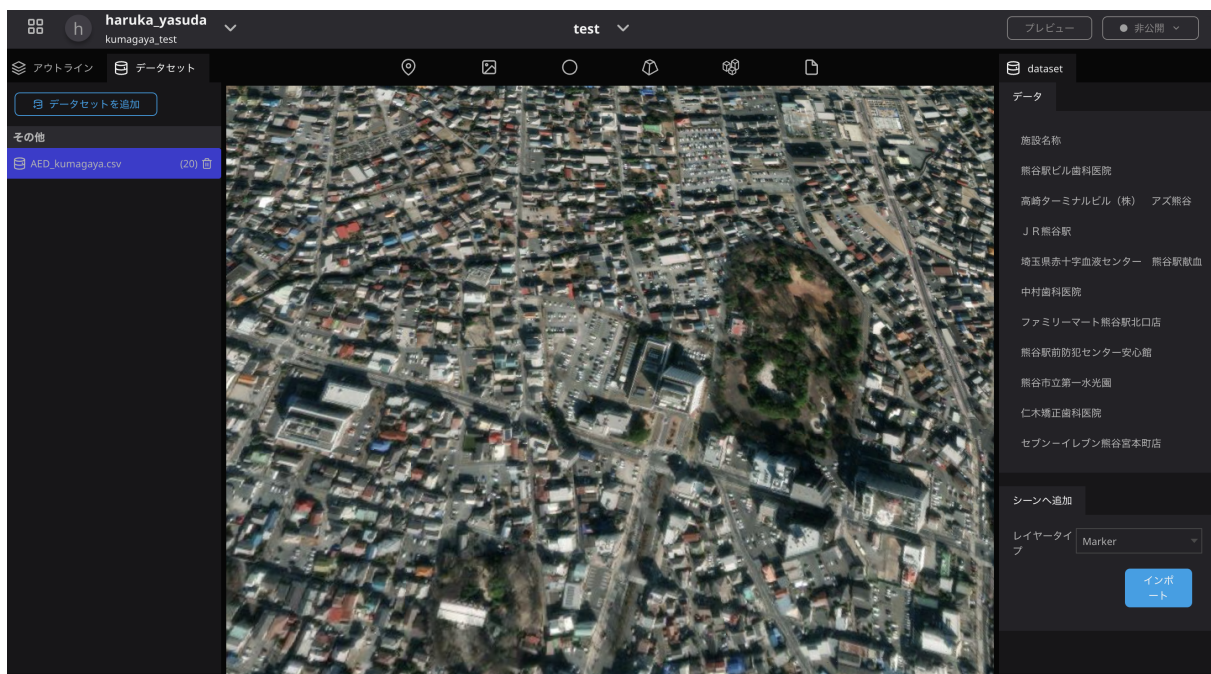 h
haruka_yasuda
kumagaya_test
test
プレビュー
非公開
アウトライン
データセット
dataset
データセットを追加
データ
その他
AED_kumagaya.csv (20)
施設名称
熊谷駅ビル歯科医院
高崎ターミナルビル（株）　アズ熊谷
ＪＲ熊谷駅
埼玉県赤十字血液センター　熊谷駅献血
中村歯科医院
ファミリーマート熊谷駅北口店
熊谷駅前防犯センター安心館
熊谷市立第一水光園
仁木矯正歯科医院
セブン－イレブン熊谷宮本町店
シーンへ追加
レイヤータイ
プ
Marker
インポ
ート